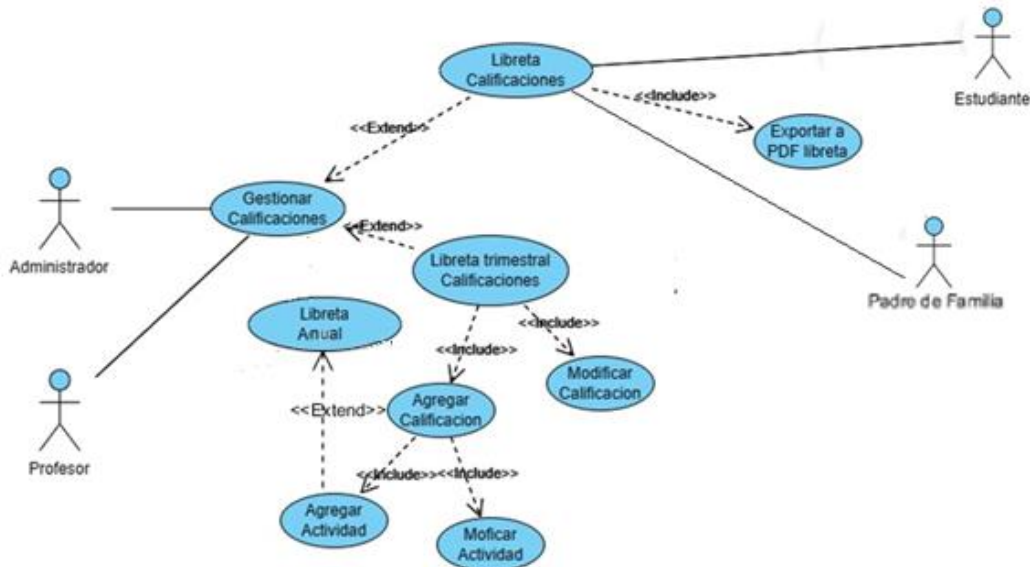 Libreta
Calificaciones
Estudiante
<<Include>>
<<Extend>>
Exportar a
PDF libreta
Gestionar
Calificaciones
<<Extend>>
Administrador
Libreta trimestral
Calificaciones
Padro de Familia
Libreta
Anual
<<Include>>
<<Include>>
Modificar
Calificacion
Agregar
Calificacion
<<Extend>>
Profesor
<<Include>>
<<Include>>
Agregar
Actividad
Moficar
Actividad